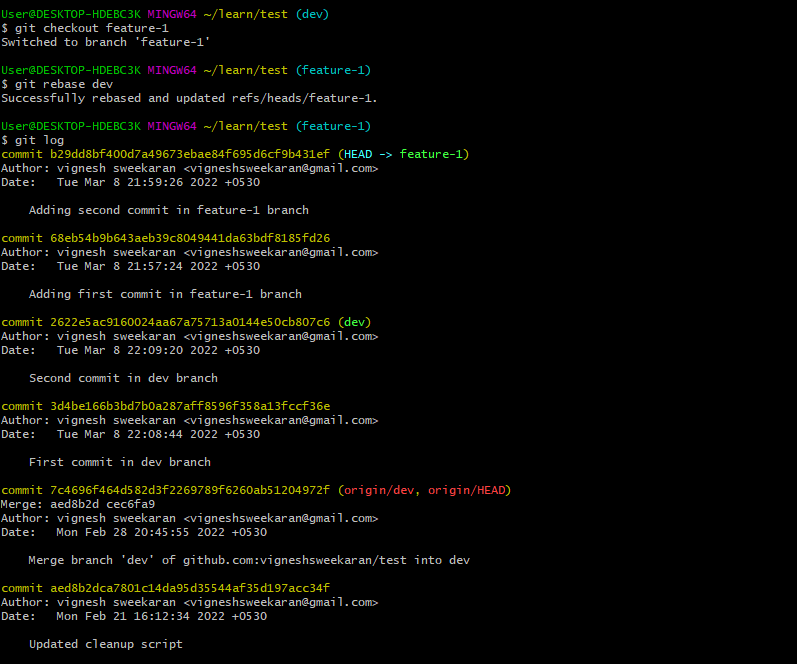 User@DESKTOP-HDEBC3K MINGW64 ~/learn/test (dev)
$ git checkout feature-1
Switched to branch 'feature-1'
User@DESKTOP-HDEBC3K MINGW64 ~/learn/test (feature-1)
$ git rebase dev
Successfully rebased and updated refs/heads/feature-1.
User@DESKTOP-HDEBC3K MINGW64 ~/learn/test (feature-1)
$ git log
commit b29dd8bf400d7a49673ebae84f695d6cf9b431ef (HEAD -> feature-1)
Author: vignesh sweekaran <vigneshsweekaran@gmail.com>
Date:   Tue Mar 8 21:59:26 2022 +0530
    Adding second commit in feature-1 branch
commit 68eb54b9b643aeb39c8049441da63bdf8185fd26
Author: vignesh sweekaran <vigneshsweekaran@gmail.com>
Date:   Tue Mar 8 21:57:24 2022 +0530
    Adding first commit in feature-1 branch
commit 2622e5ac9160024aa67a75713a0144e50cb807c6 (dev)
Author: vignesh sweekaran <vigneshsweekaran@gmail.com>
Date:   Tue Mar 8 22:09:20 2022 +0530
    Second commit in dev branch
commit 3d4be166b3bd7b0a287aff8596f358a13fccf36e
Author: vignesh sweekaran <vigneshsweekaran@gmail.com>
Date:   Tue Mar 8 22:08:44 2022 +0530
    First commit in dev branch
commit 7c4696f464d582d3f2269789f6260ab51204972f (origin/dev, origin/HEAD)
Merge: aed8b2d cec6fa9
Author: vignesh sweekaran <vigneshsweekaran@gmail.com>
Date:   Mon Feb 28 20:45:55 2022 +0530
    Merge branch 'dev' of github.com:vigneshsweekaran/test into dev
commit aed8b2dca7801c14da95d35544af35d197acc34f
Author: vignesh sweekaran <vigneshsweekaran@gmail.com>
Date:   Mon Feb 21 16:12:34 2022 +0530
    Updated cleanup script